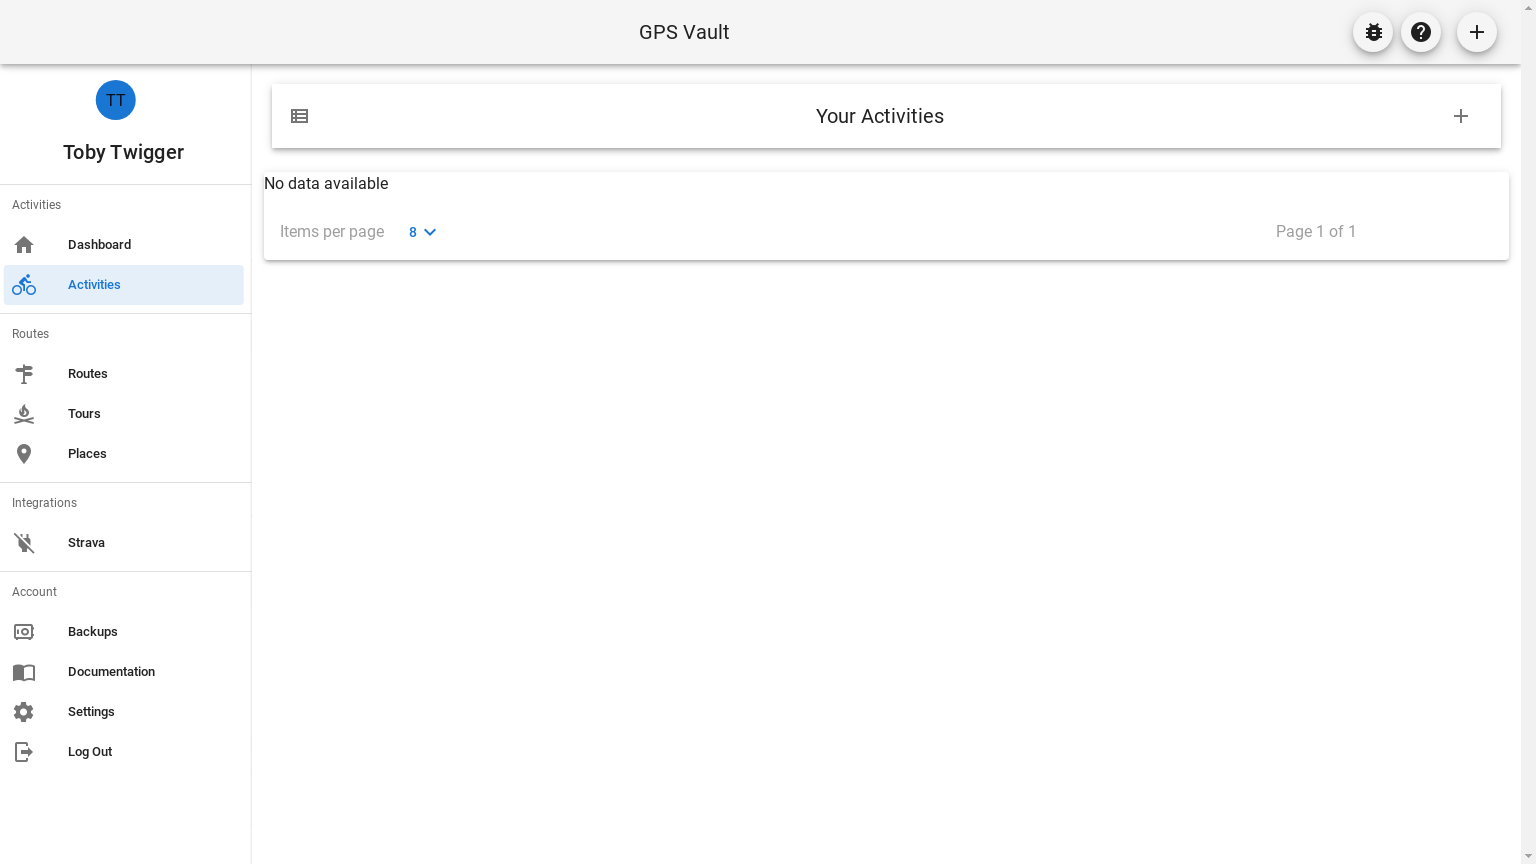 GPS Vault
TT
Toby Twigger
Activities
Dashboard
Activities
Routes
Routes
Tours
Places
Integrations
Strava
Account
Backups
Documentation
Settings
Log Out
Your Activities
No data available
Items per page 8 Page 1 of 1